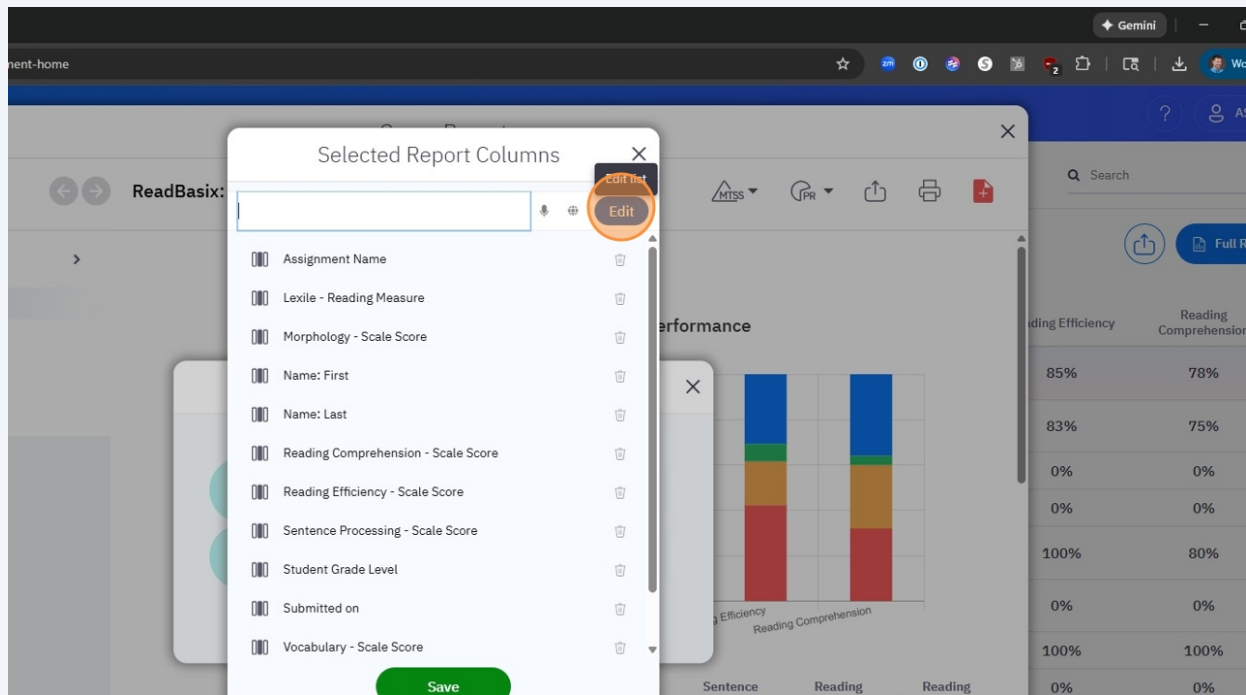 Gemini
ment-home
zm
2
Wo
Selected Report Columns
AS
Edit list
ReadBasix:
MTSS
PR
Search
Edit
Full R
Assignment Name
Lexile - Reading Measure
Morphology - Scale Score
Name: First
Name: Last
Reading Comprehension - Scale Score
Reading Efficiency - Scale Score
Sentence Processing - Scale Score
Student Grade Level
Submitted on
Vocabulary - Scale Score
Save
erformance
g Efficiency
Reading Comprehension
Sentence Reading Reading
ding Efficiency
Reading
Comprehension
85% 78%
83% 75%
0% 0%
0% 0%
100% 80%
0% 0%
100% 100%
0% 0%